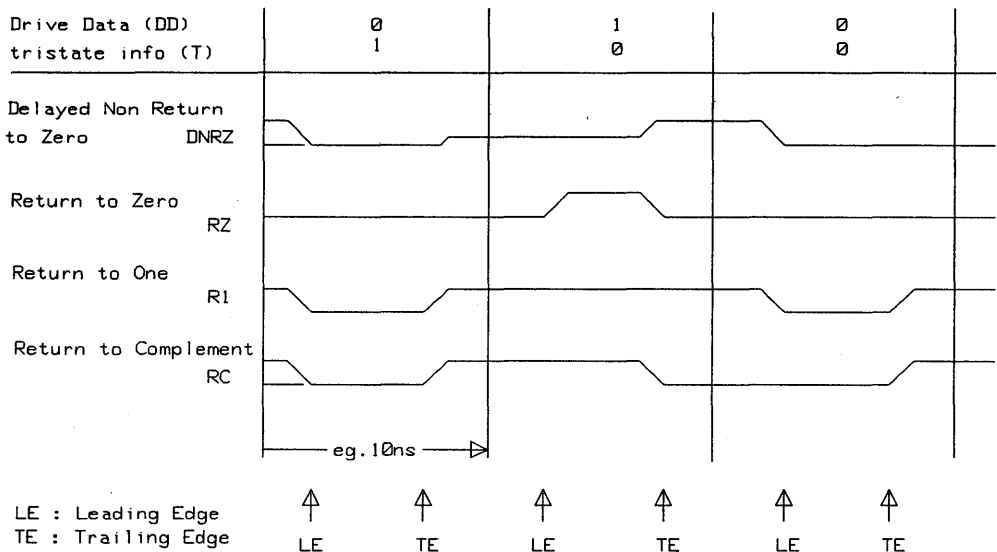 Drive Data (DD) 0 1 0
tristate info (T) 1 0 0
Delayed Non Return
to Zero DNRZ
Return to Zero
RZ
Return to One
R1
Return to Complement
RC
eg.10ns
LE : Leading Edge
TE : Trailing Edge
LE TE LE TE LE TE